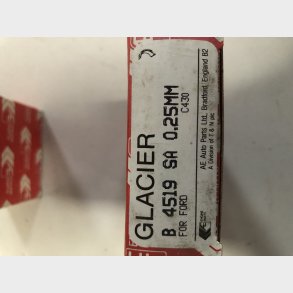 GLACIER
B 4519 SA 0.25MM
FOR FORD C430
AE Auto Parts Ltd, Bradford, England B2
A Division of T & N plc